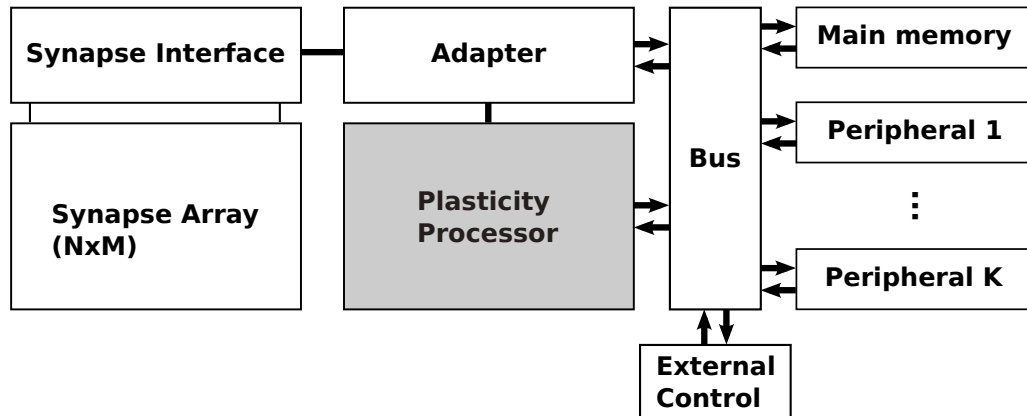 Synapse Interface
Adapter
Main memory
Peripheral 1
Bus
Plasticity
Processor
Synapse Array
(NxM)
⋮
Peripheral K
External
Control